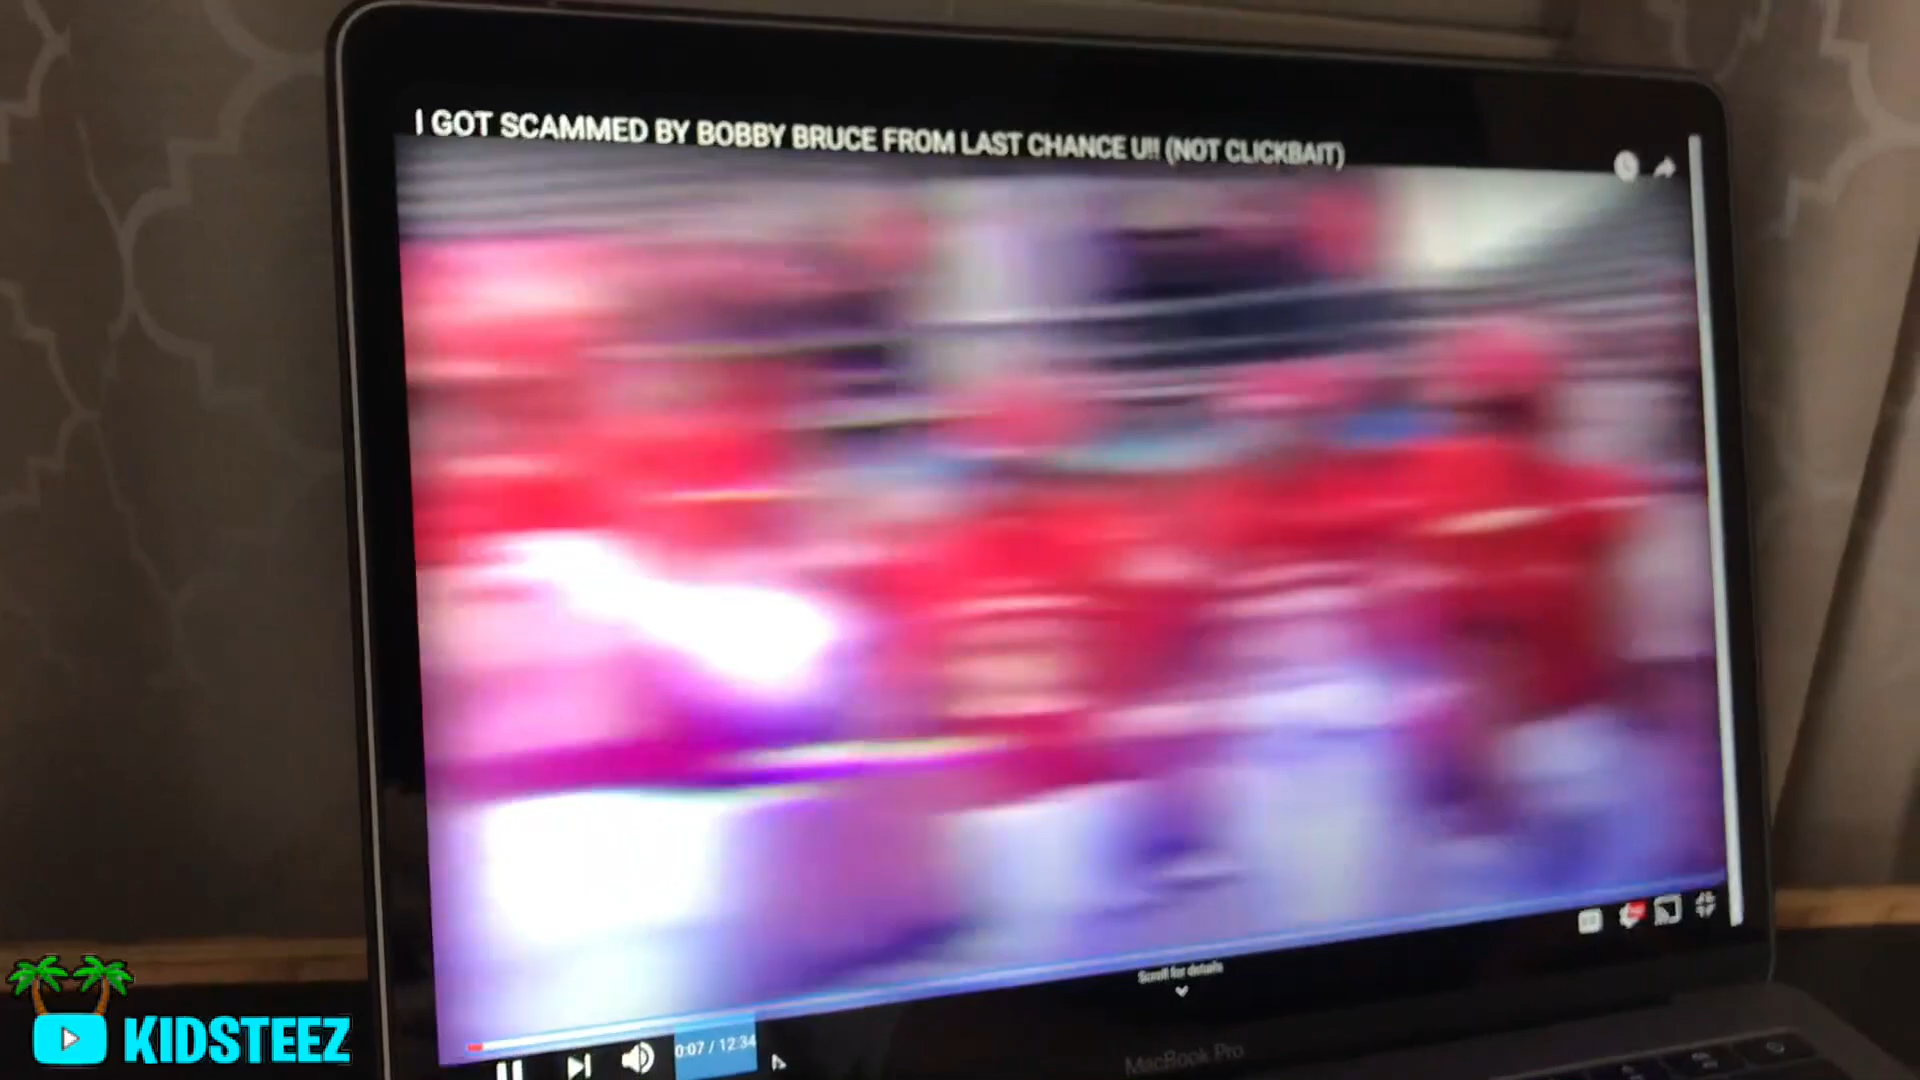 I GOT SCAMMED BY BOBBY BRUCE FROM LAST CHANCE U!! (NOT CLICKBAIT)
Scroll for details
0:07 / 12:34
MacBook Pro
KIDSTEEZ